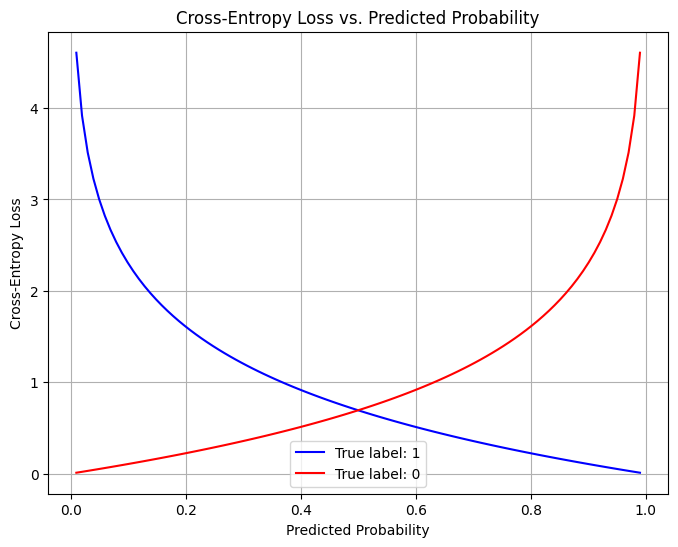 Cross-Entropy Loss vs. Predicted Probability
Cross-Entropy Loss
4
3
2
1
0
True label: 1
True label: 0
0.0 0.2 0.4 0.6 0.8 1.0
Predicted Probability